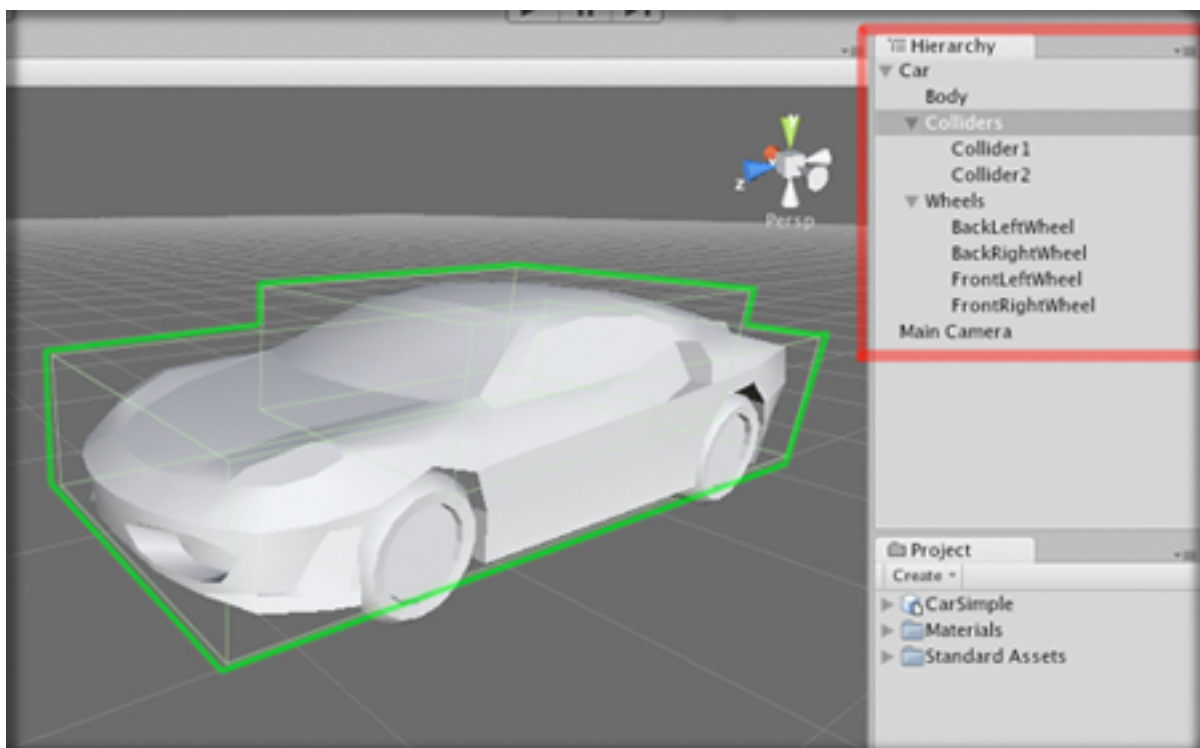 Hierarchy
Car
Body
Colliders
Collider1
Collider2
Wheels
BackLeftWheel
BackRightWheel
FrontLeftWheel
FrontRightWheel
Main Camera
y
z
Persp
Project
Create
CarSimple
Materials
Standard Assets